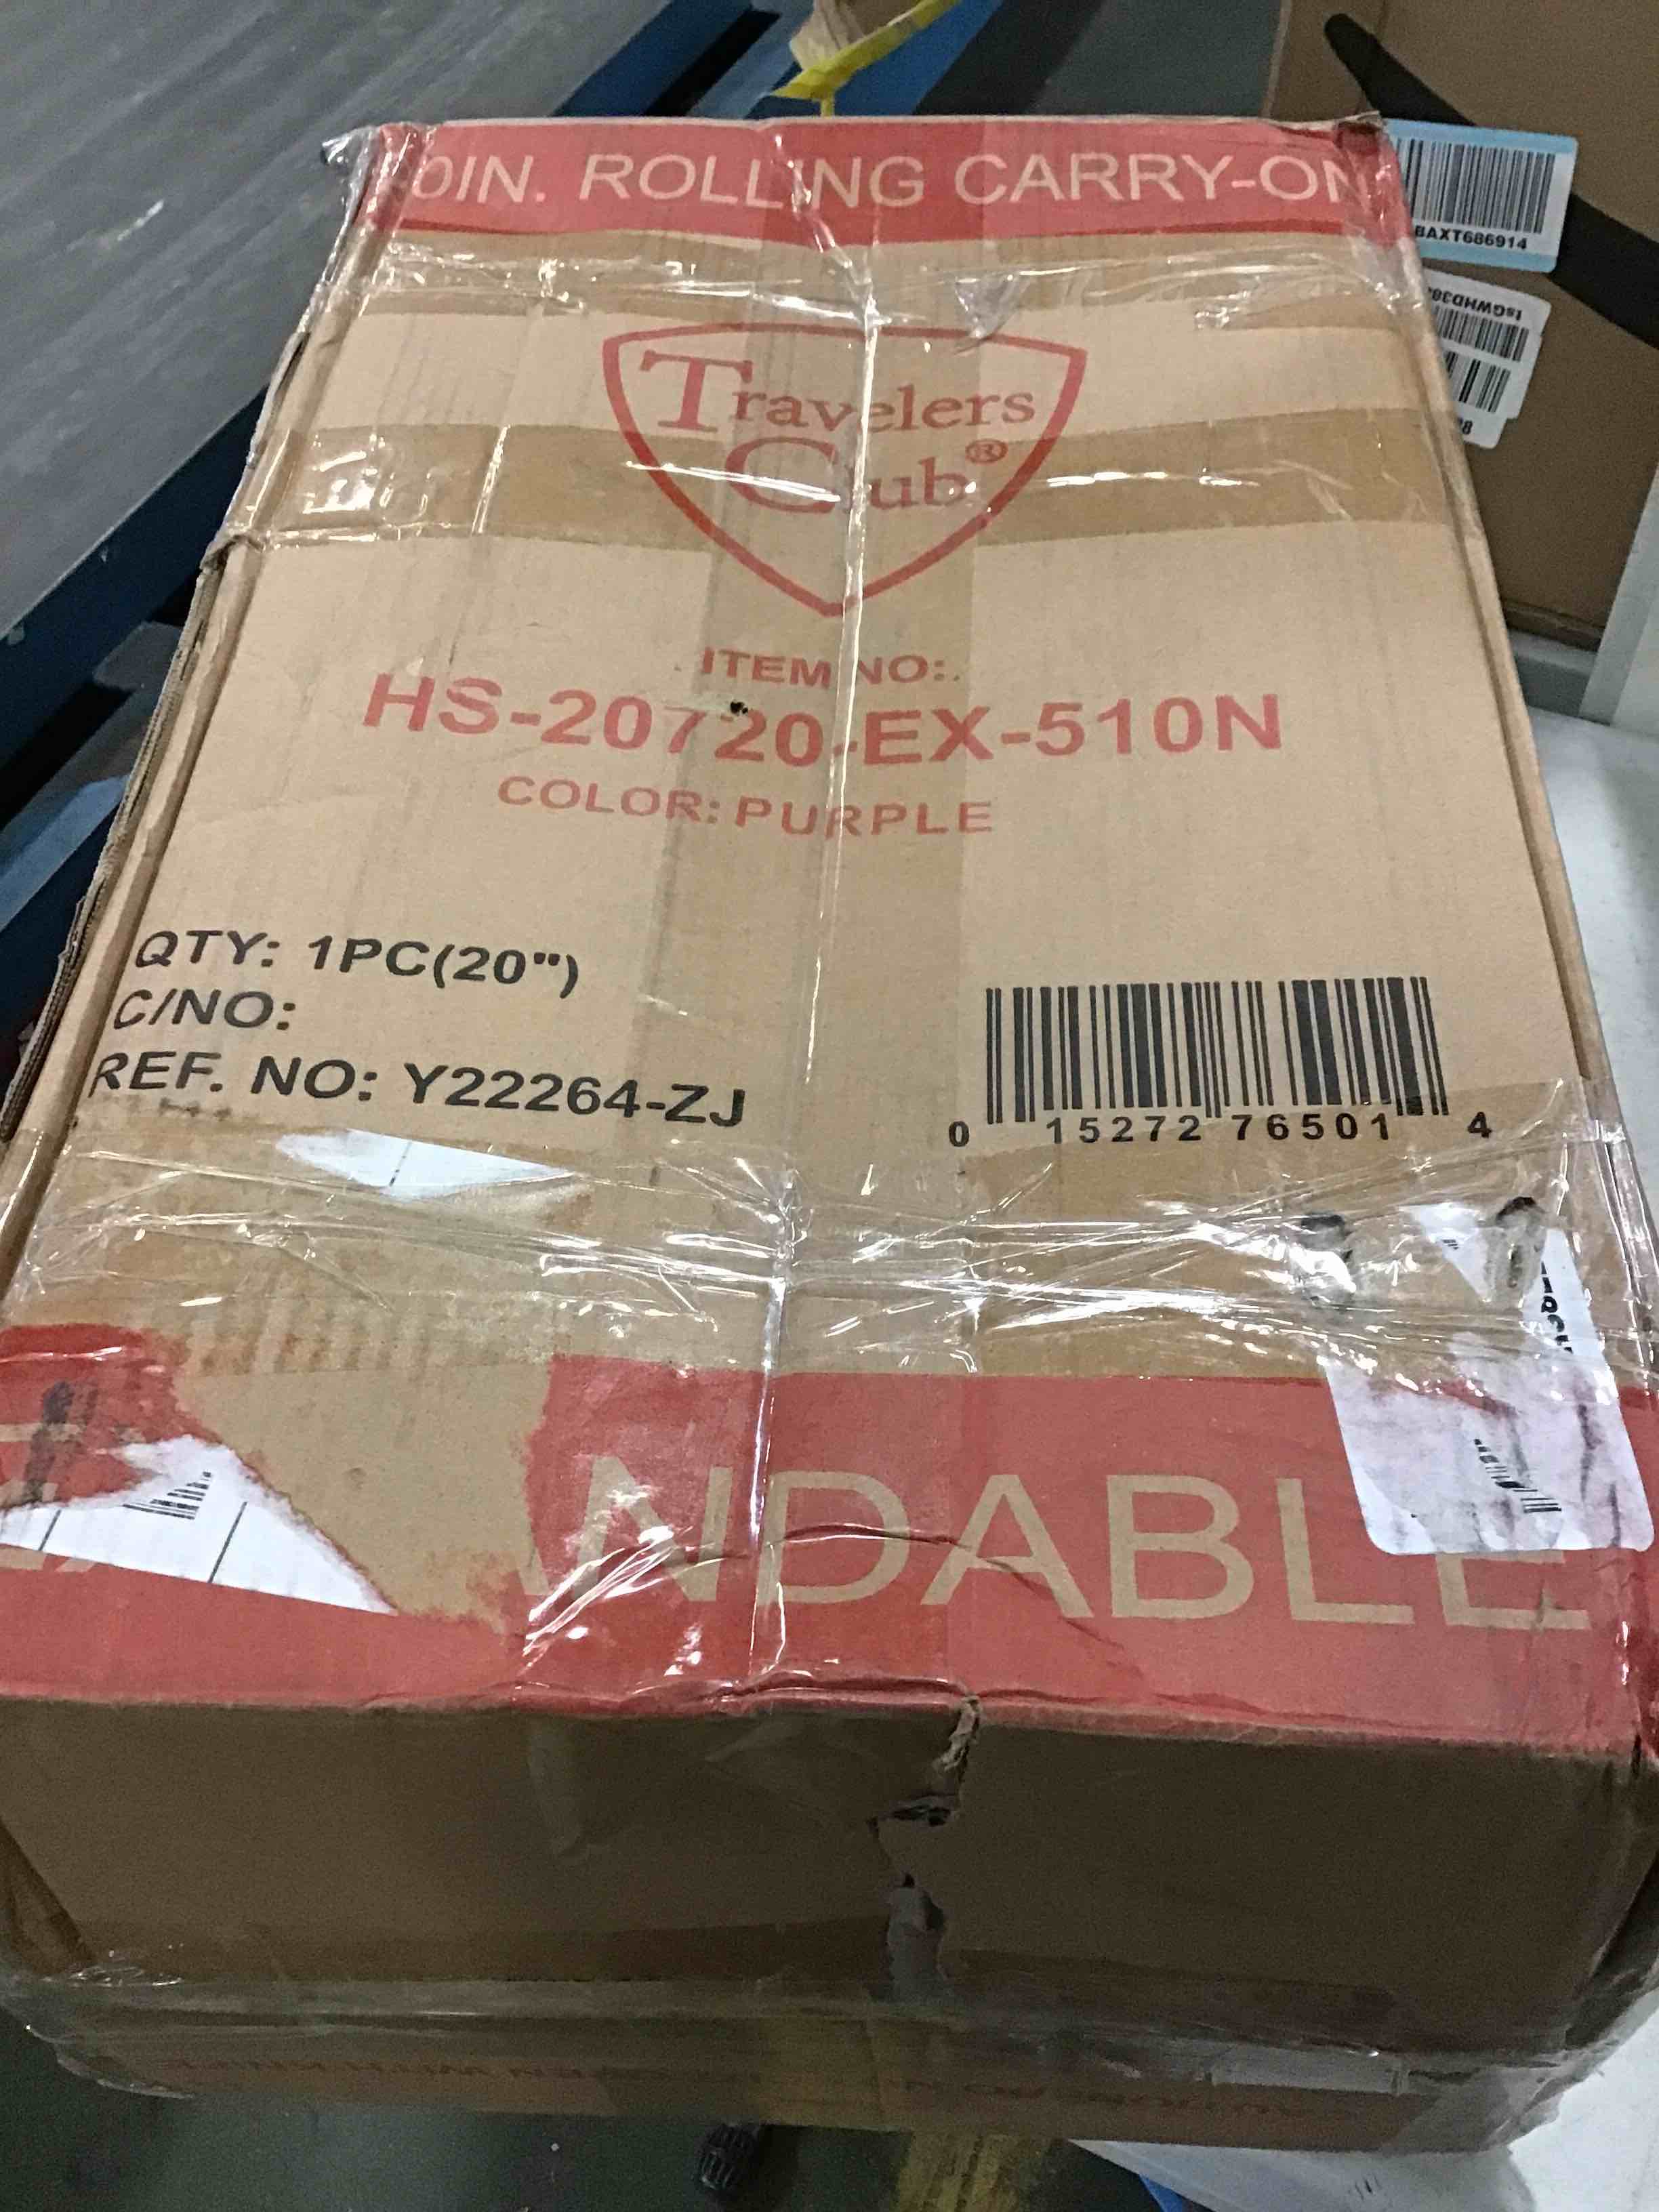 0IN. ROLLING CARRY-ON
Travelers
Club®
ITEM NO:.
HS-20720-EX-510N
COLOR: PURPLE
QTY: 1PC(20")
C/NO:
REF. NO: Y22264-ZJ
0 15272 76501 4
NDABLE
BAXT686914